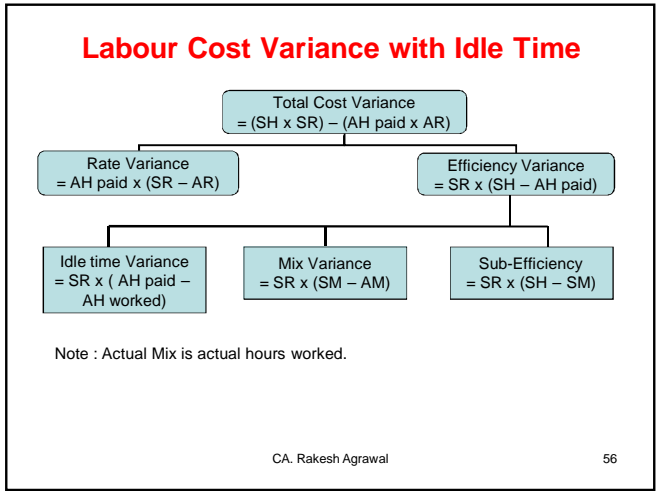 Labour Cost Variance with Idle Time
Total Cost Variance
= (SH x SR) – (AH paid x AR)
Rate Variance
= AH paid x (SR – AR)
Efficiency Variance
= SR x (SH – AH paid)
Idle time Variance
= SR x ( AH paid –
AH worked)
Mix Variance
= SR x (SM – AM)
Sub-Efficiency
= SR x (SH – SM)
Note : Actual Mix is actual hours worked.
CA. Rakesh Agrawal
56